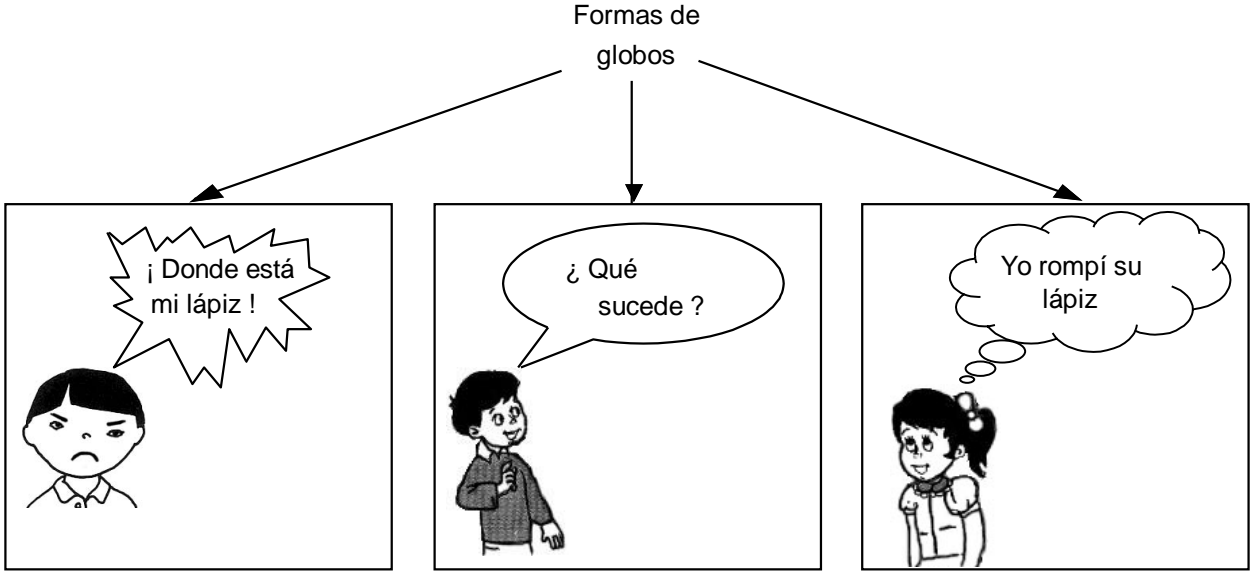 Formas de
globos
¡ Donde está
mi lápiz !
¿ Qué
sucede ?
Yo rompí su
lápiz